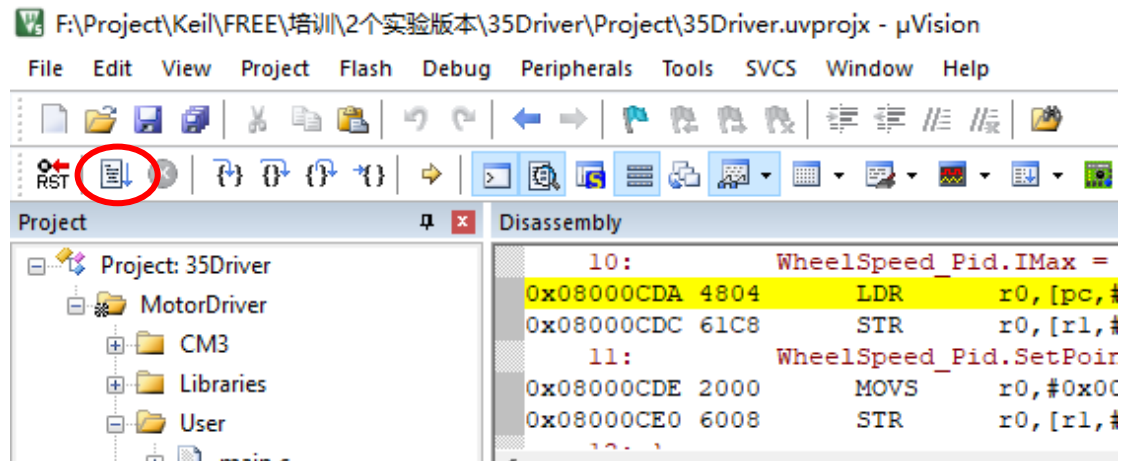 F:\Project\Keil\FREE\培训\2个实验版本\35Driver\Project\35Driver.uvprojx - µVision
File Edit View Project Flash Debug Peripherals Tools SVCS Window Help
RST
Project
Disassembly
Project: 35Driver
MotorDriver
CM3
Libraries
User
main.c
10: WheelSpeed_Pid.IMax =
0x08000CDA 4804 LDR r0,[pc,#
0x08000CDC 61C8 STR r0,[r1,#
11: WheelSpeed_Pid.SetPoin
0x08000CDE 2000 MOVS r0,#0x00
0x08000CE0 6008 STR r0,[r1,#
12: }